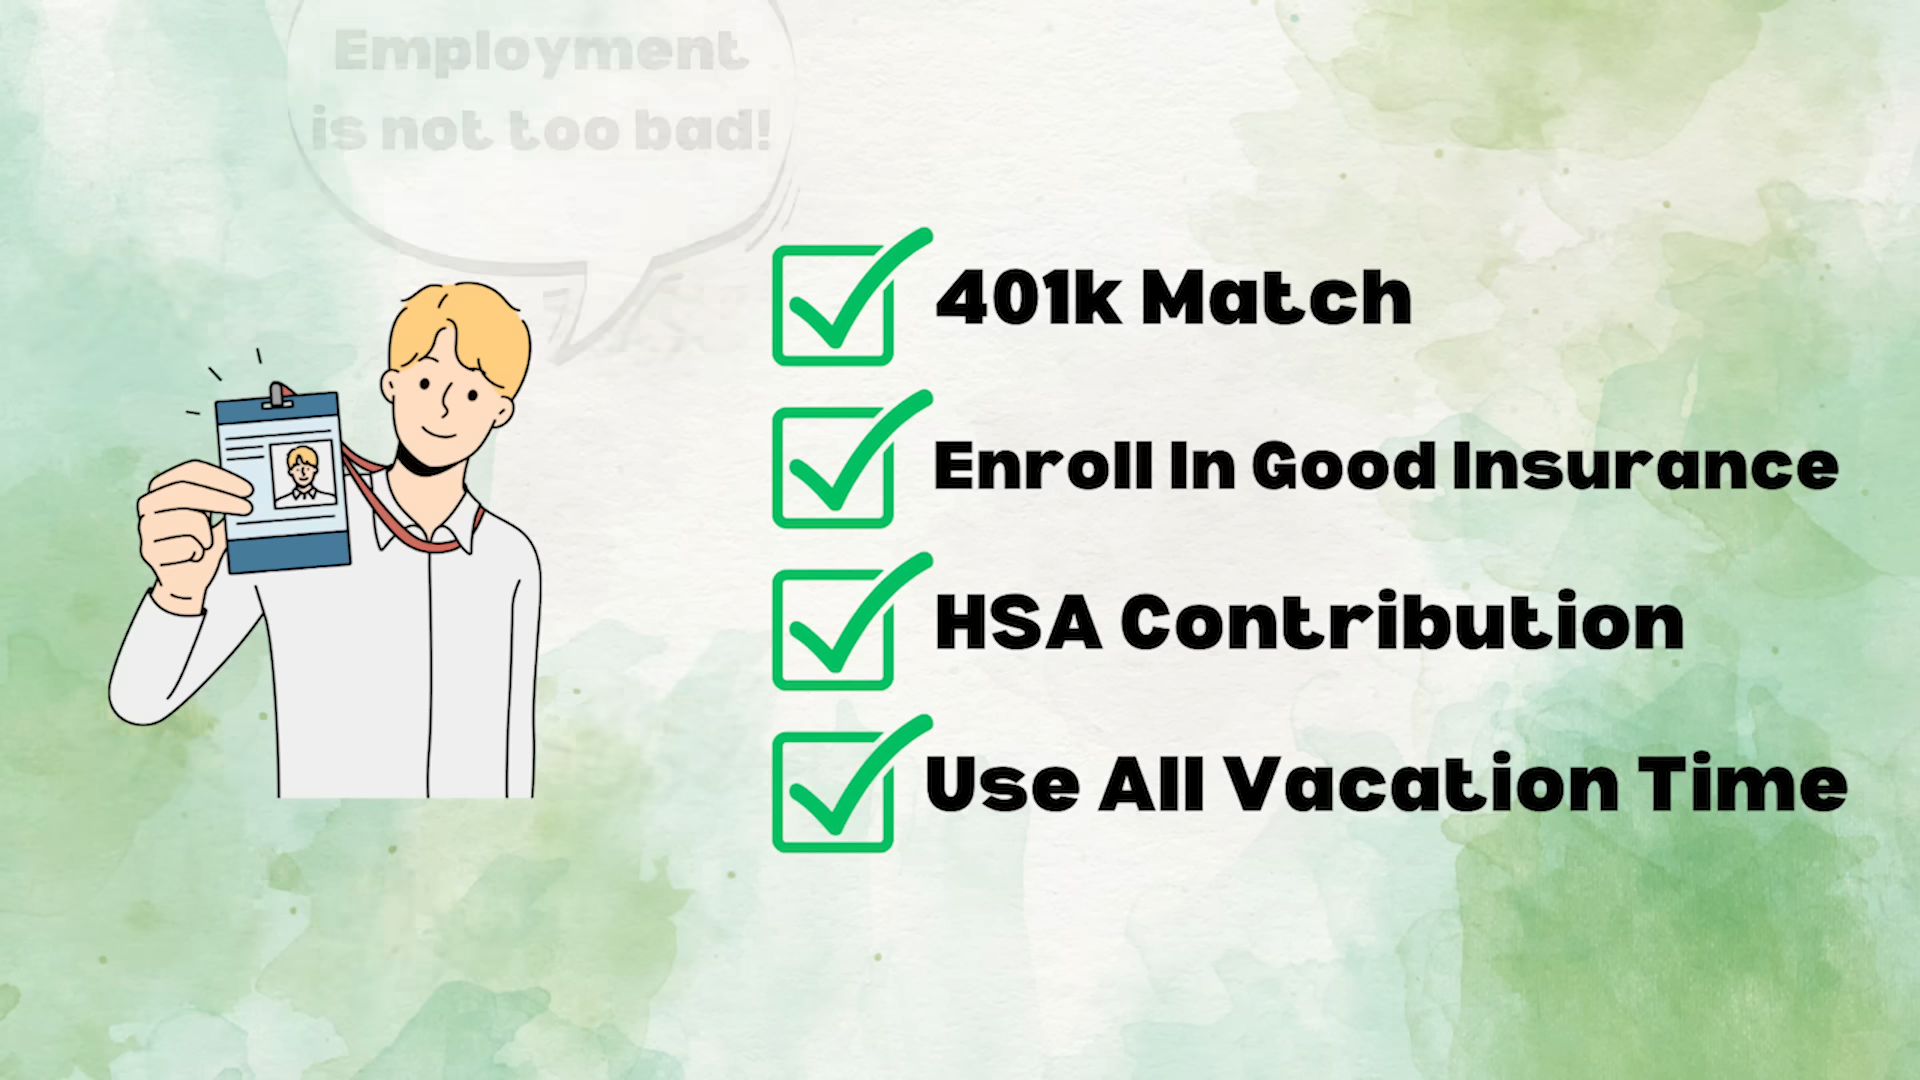 Employment
is not too bad!
401k Match
Enroll In Good Insurance
HSA Contribution
Use All Vacation Time